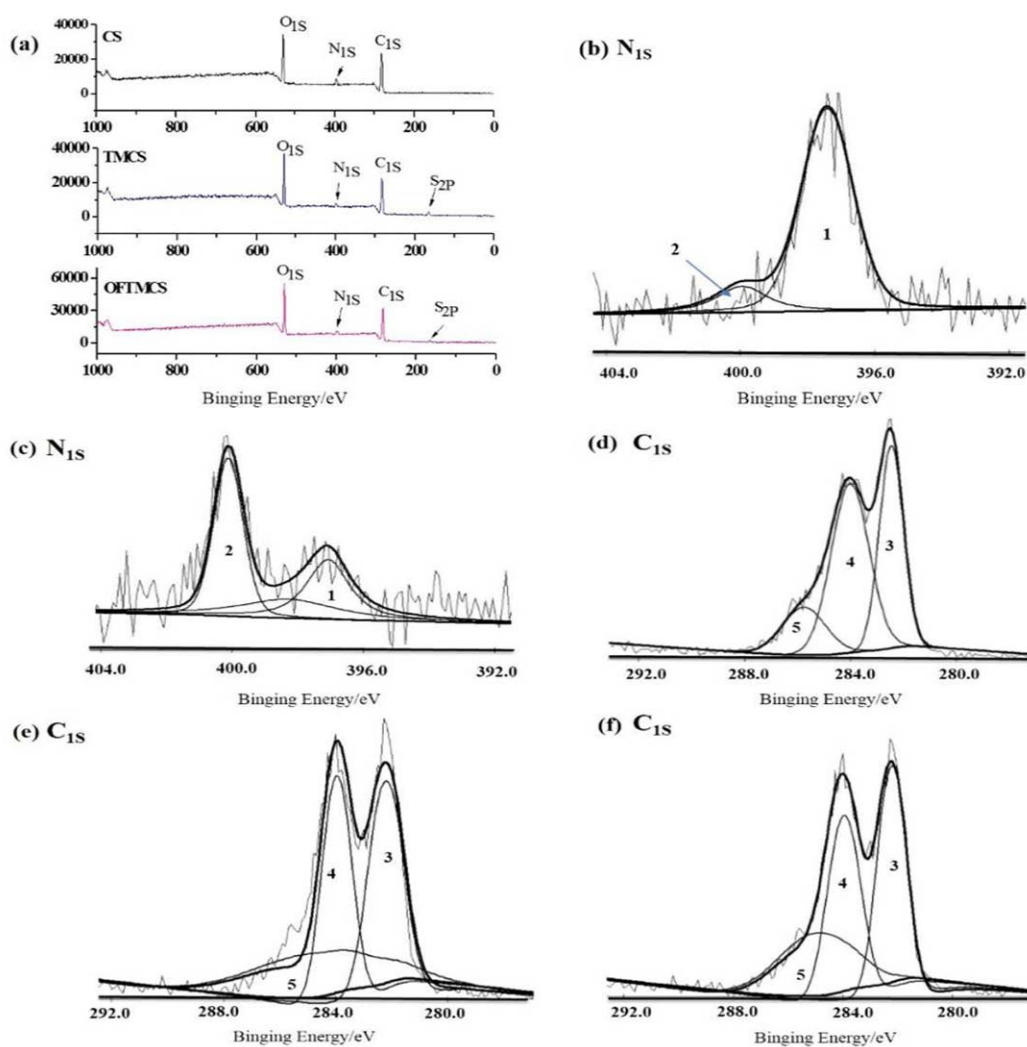 (a)
CS
O1S
N1S
C1S
40000
20000
0
1000 800 600 400 200 0
TMCS
O1S
N1S
C1S
S2P
40000
20000
0
1000 800 600 400 200 0
OFTMCS
O1S
N1S
C1S
S2P
60000
30000
0
1000 800 600 400 200 0
Binging Energy/eV
(b) N1S
2
1
404.0 400.0 396.0 392.0
Binging Energy/eV
(c) N1S
2
1
404.0 400.0 396.0 392.0
Binging Energy/eV
(d) C1S
3
4
5
292.0 288.0 284.0 280.0
Binging Energy/eV
(e) C1S
4
3
5
292.0 288.0 284.0 280.0
Binging Energy/eV
(f) C1S
4
3
5
292.0 288.0 284.0 280.0
Binging Energy/eV